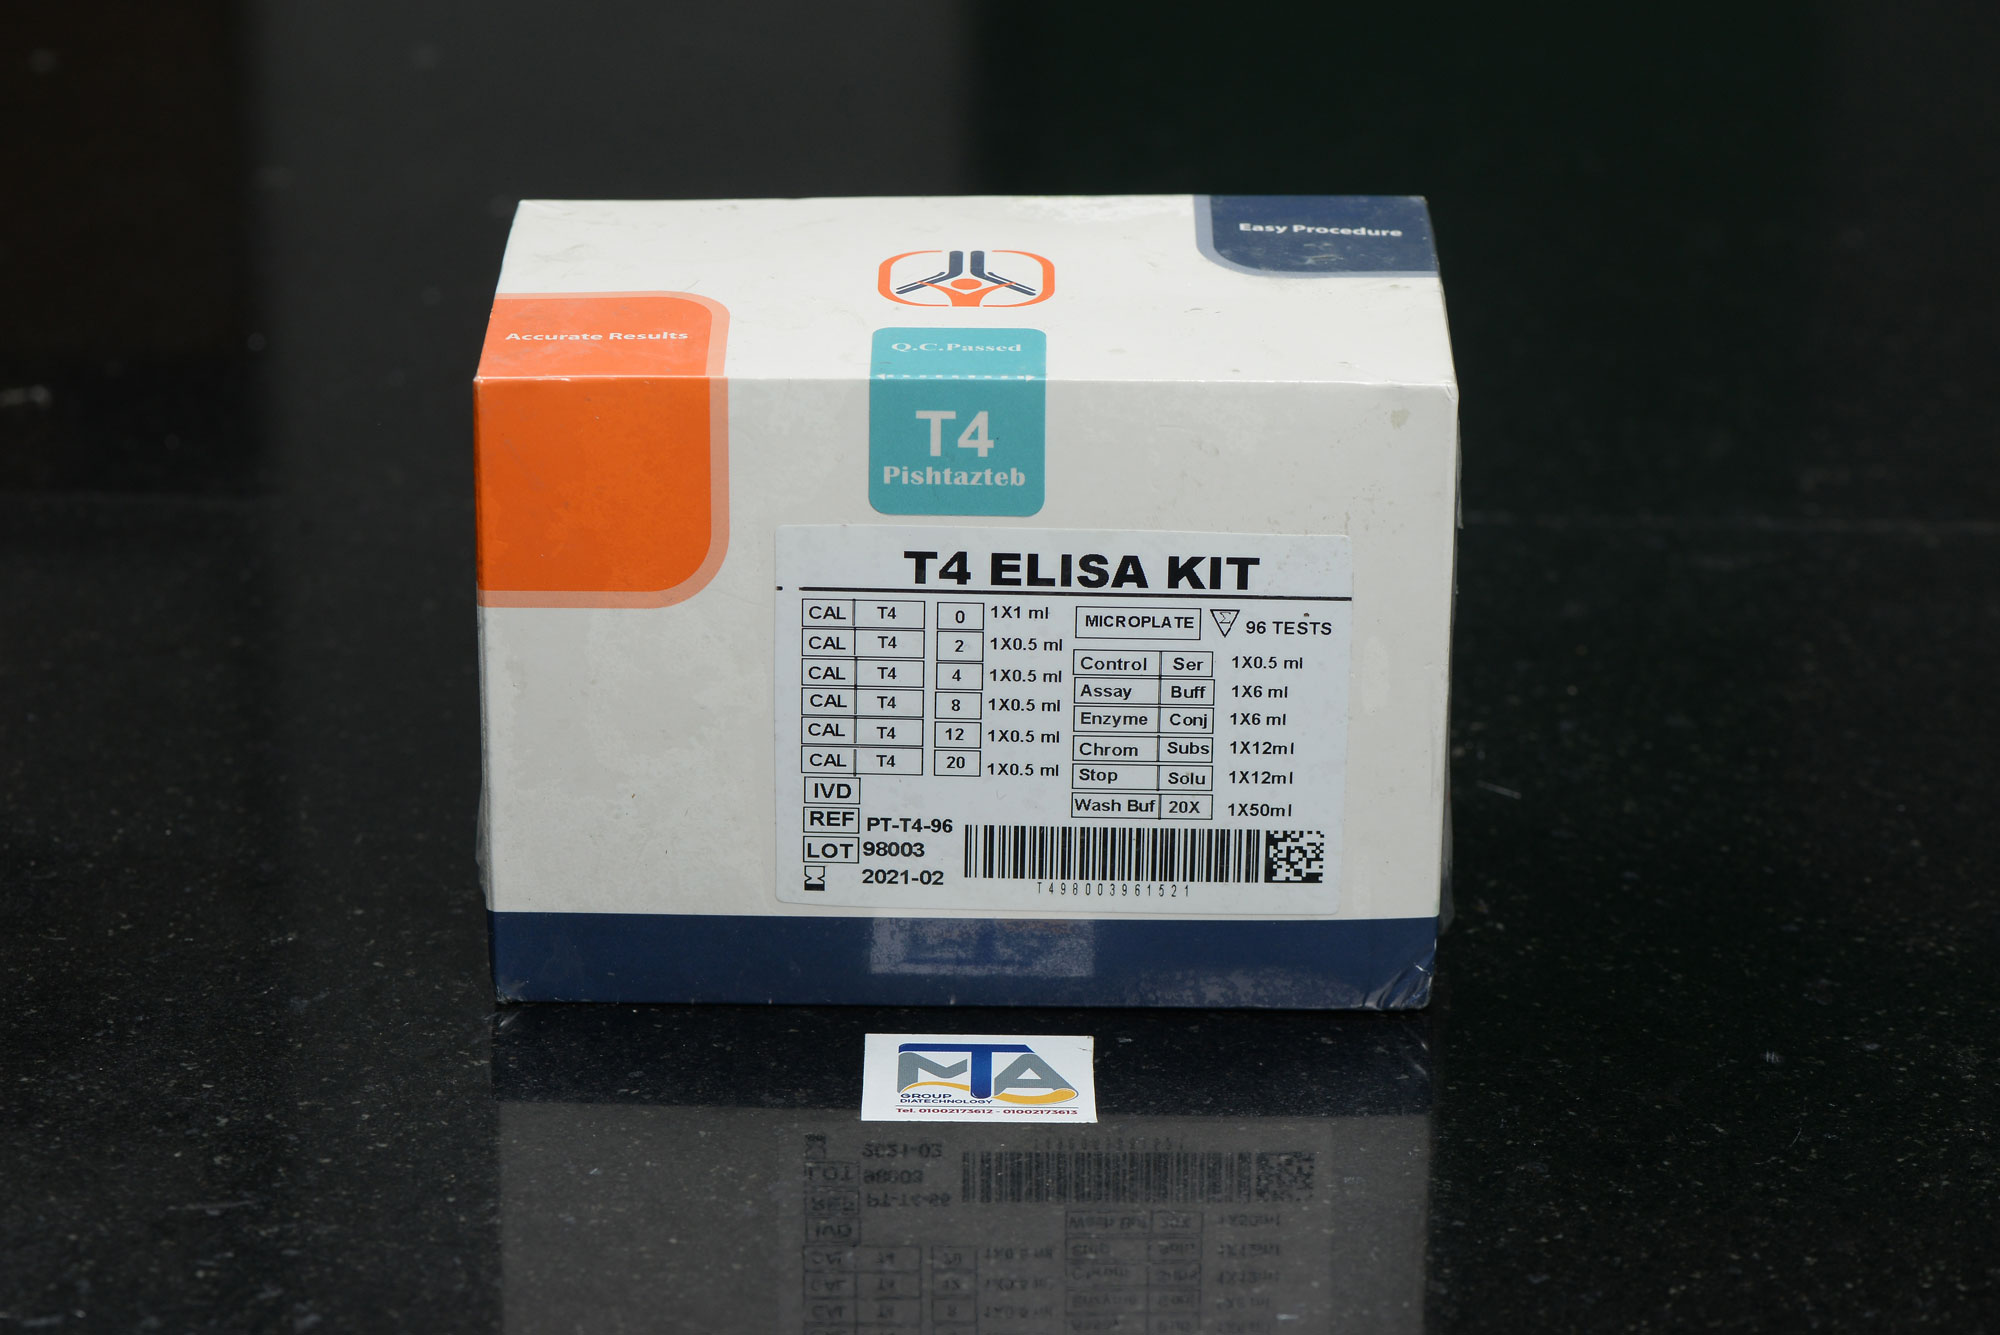 Easy Procedure
Accurate Results
Q.C.Passed
T4
Pishtazteb
T4 ELISA KIT
CAL T4 0 1X1 ml
CAL T4 2 1X0.5 ml
CAL T4 4 1X0.5 ml
CAL T4 8 1X0.5 ml
CAL T4 12 1X0.5 ml
CAL T4 20 1X0.5 ml
IVD
REF PT-T4-96
LOT 98003
2021-02
MICROPLATE Σ 96 TESTS
Control Ser 1X0.5 ml
Assay Buff 1X6 ml
Enzyme Conj 1X6 ml
Chrom Subs 1X12ml
Stop Solu 1X12ml
Wash Buf 20X 1X50ml
T498003961521
MTA
GROUP
DIATECHNOLOGY
Tel. 01002173612 - 01002173613